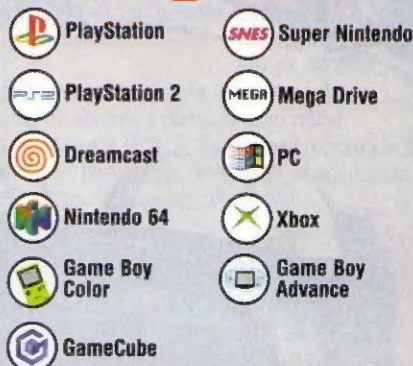 PlayStation
SNES Super Nintendo
PS2 PlayStation 2
MEGA Mega Drive
Dreamcast
PC
Nintendo 64
Xbox
Game Boy
Color
Game Boy
Advance
GameCube